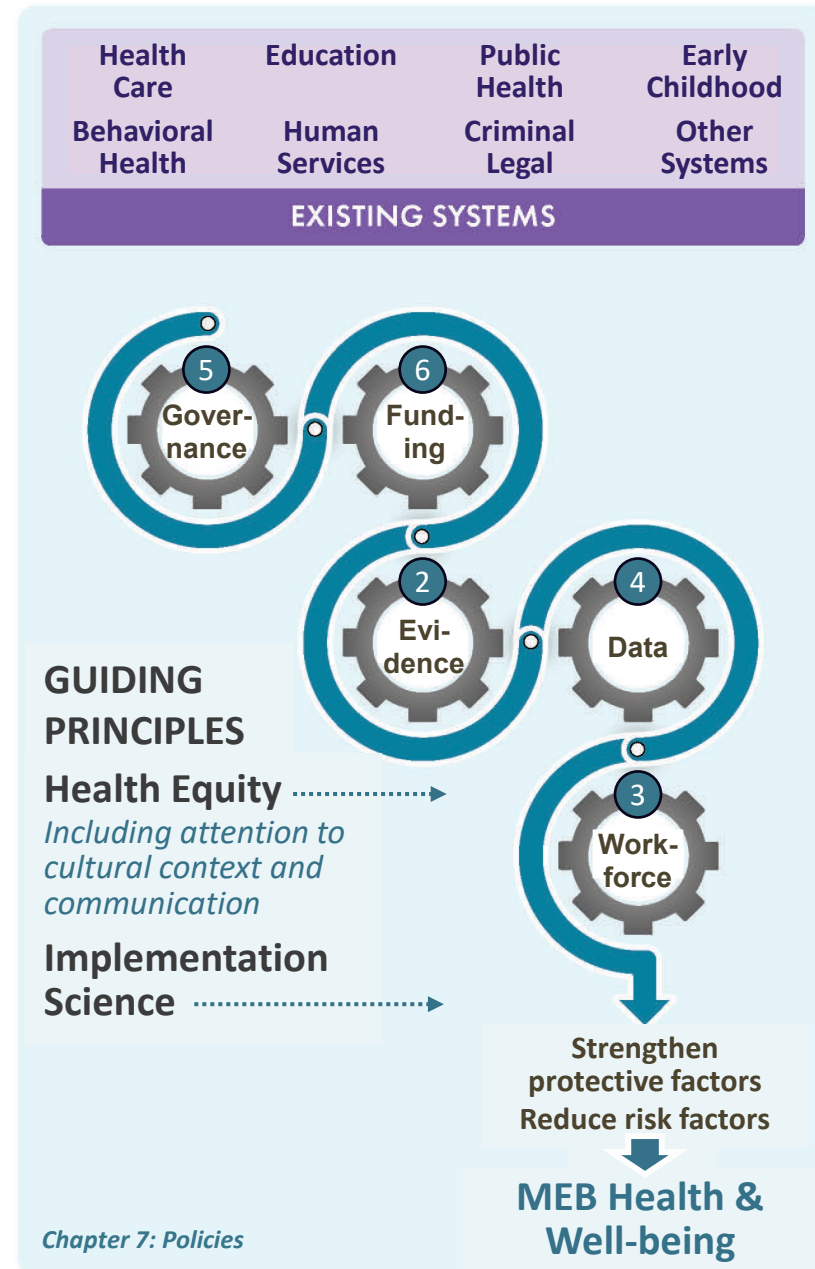 Health Education Public Early
Care Health Childhood
Behavioral Human Criminal Other
Health Services Legal Systems
EXISTING SYSTEMS
5
Gover-
nance
6
Fund-
ing
2
Evi-
dence
4
Data
3
Work-
force
GUIDING
PRINCIPLES
Health Equity
Including attention to
cultural context and
communication
Implementation
Science
Strengthen
protective factors
Reduce risk factors
MEB Health &
Well-being
Chapter 7: Policies